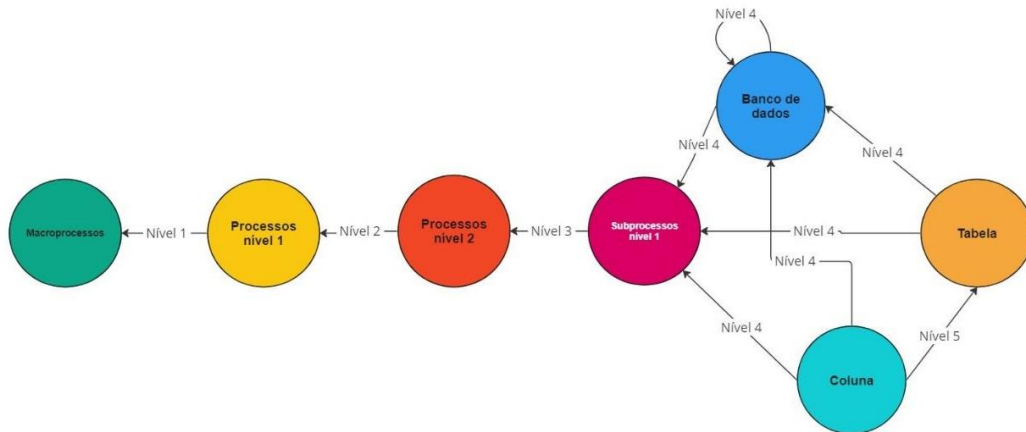 Nível 4
Banco de
dados
Nível 4
Nível 4
Macroprocessos
Nível 1
Processos
nível 1
Nível 2
Processos
nível 2
Nível 3
Subprocessos
nível 1
Nível 4
Tabela
Nível 4
Nível 4
Nível 5
Coluna